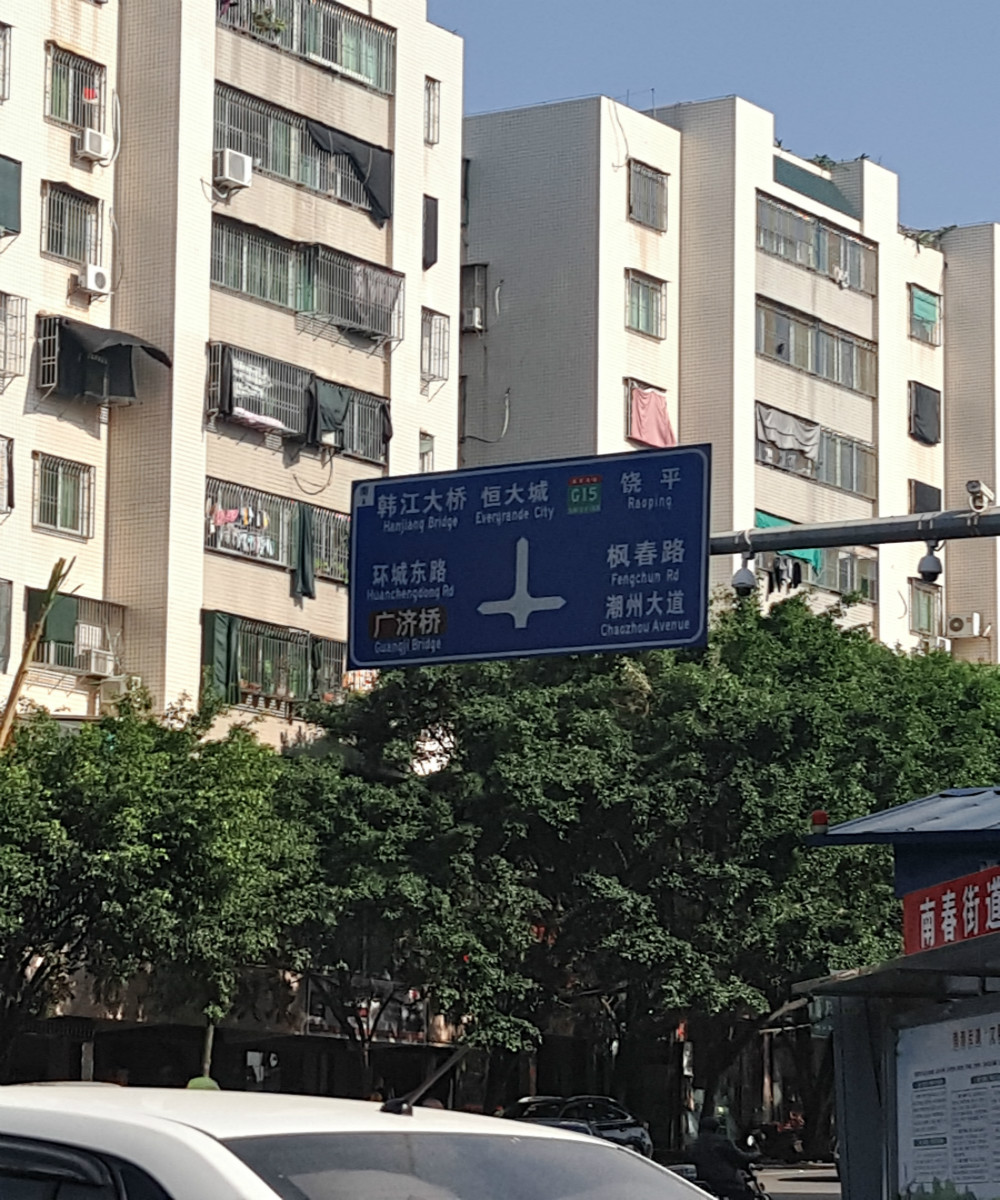 韩江大桥 恒大城 G15 饶平
Hanjiang Bridge Evergrande City Raoping
环城东路
Huanchengdong Rd
广济桥
Guangji Bridge
枫春路
Fengchun Rd
潮州大道
Chaozhou Avenue
南春街道